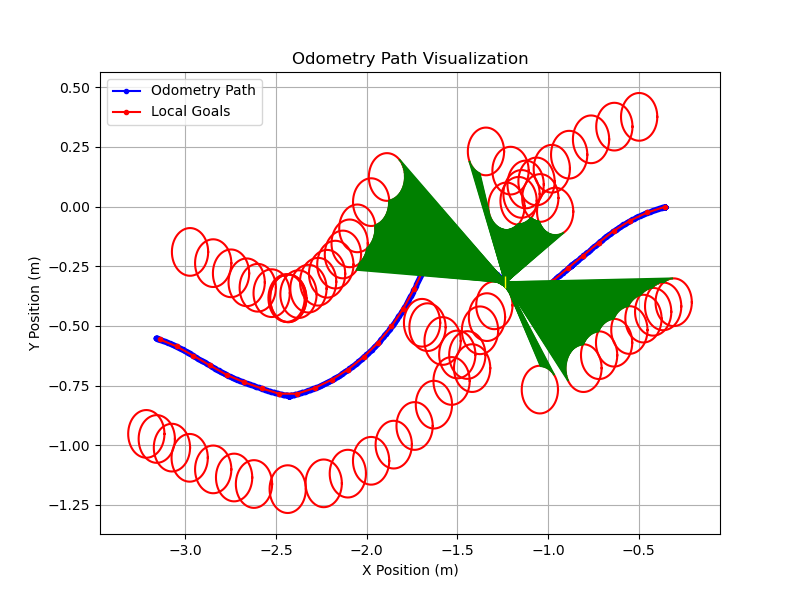 Odometry Path Visualization
Odometry Path
Local Goals
0.50
0.25
0.00
−0.25
−0.50
−0.75
−1.00
−1.25
Y Position (m)
−3.0 −2.5 −2.0 −1.5 −1.0 −0.5
X Position (m)